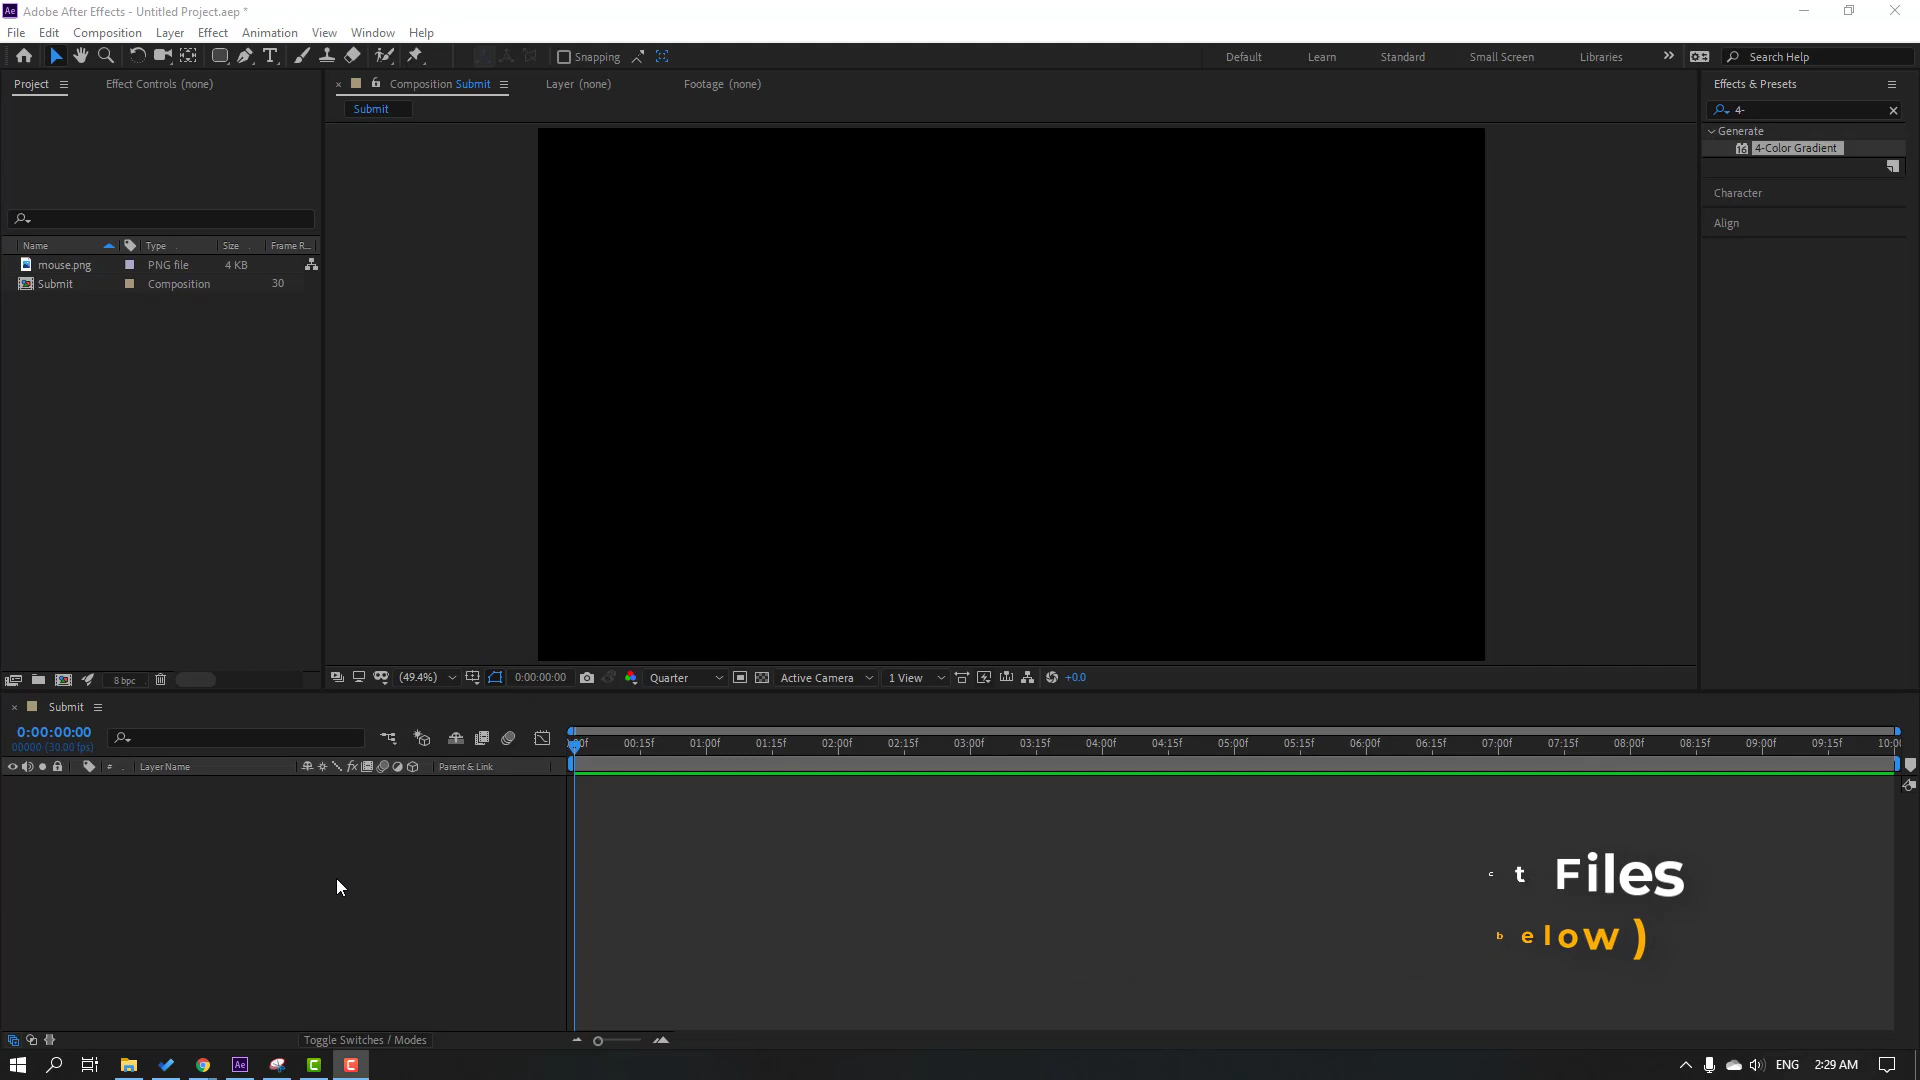 Ae Adobe After Effects - Untitled Project.aep *
File Edit Composition Layer Effect Animation View Window Help
Snapping Default Learn Standard Small Screen Libraries Search Help
Project Effect Controls (none) Composition Submit Layer (none) Footage (none) Effects & Presets
Submit
4-
Generate
4-Color Gradient
Character
Align
Name Type Size Frame R...
mouse.png PNG file 4 KB
Submit Composition 30
8 bpc (49.4%) 0:00:00:00 Quarter Active Camera 1 View +0.0
Submit
0:00:00:00
00000 (30.00 fps)
00:15f 01:00f 01:15f 02:00f 02:15f 03:00f 03:15f 04:00f 04:15f 05:00f 05:15f 06:00f 06:15f 07:00f 07:15f 08:00f 08:15f 09:00f 09:15f 10:0
# Layer Name fx Parent & Link
c t Files
b elow )
Toggle Switches / Modes
Ae C C ENG 2:29 AM